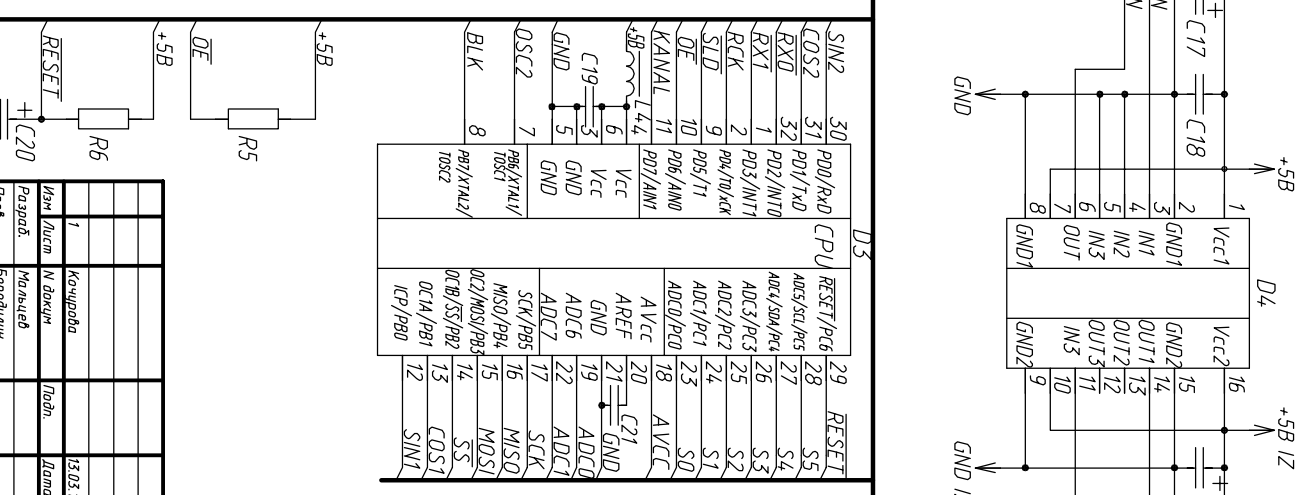 +
C17
C18
GND
+5В
1
2
3
4
5
6
7
8
Vcc1
GND1
IN1
IN2
IN3
OUT
GND1
D4
Vcc2
GND2
OUT1
OUT2
OUT3
IN3
GND2
16
15
14
13
12
11
10
9
+5В IZ
GND
+
SIN2
COS2
RX0
RX1
RCK
SLD
OE
KANAL
+5В
L44
GND
C19
OSC2
BLK
30
31
32
1
2
9
10
11
6
3
5
7
8
D3
CPU
PD0/RxD
PD1/TxD
PD2/INT0
PD3/INT1
PD4/T0/xCK
PD5/T1
PD6/AIN0
PD7/AIN1
Vcc
Vcc
GND
GND
PB6/XTAL1/
TOSC1
PB7/XTAL2/
TOSC2
RESET/PC6
ADC5/SCL/PC5
ADC4/SDA/PC4
ADC3/PC3
ADC2/PC2
ADC1/PC1
ADC0/PC0
AVcc
AREF
GND
ADC6
ADC7
SCK/PB5
MISO/PB4
OC2/MOSI/PB3
OC1B/SS/PB2
OC1A/PB1
ICP/PB0
29
28
27
26
25
24
23
18
20
21
19
22
17
16
15
14
13
12
RESET
S5
S4
S3
S2
S1
S0
AVCC
C21
GND
ADC0
ADC1
SCK
MISO
MOSI
SS
COS1
SIN1
+5В
OE
R5
+5В
RESET
R6
+
C20
1
Качурова
13.03.
Изм
Лист
N докум
Подп.
Дата
Разраб.
Мальцев